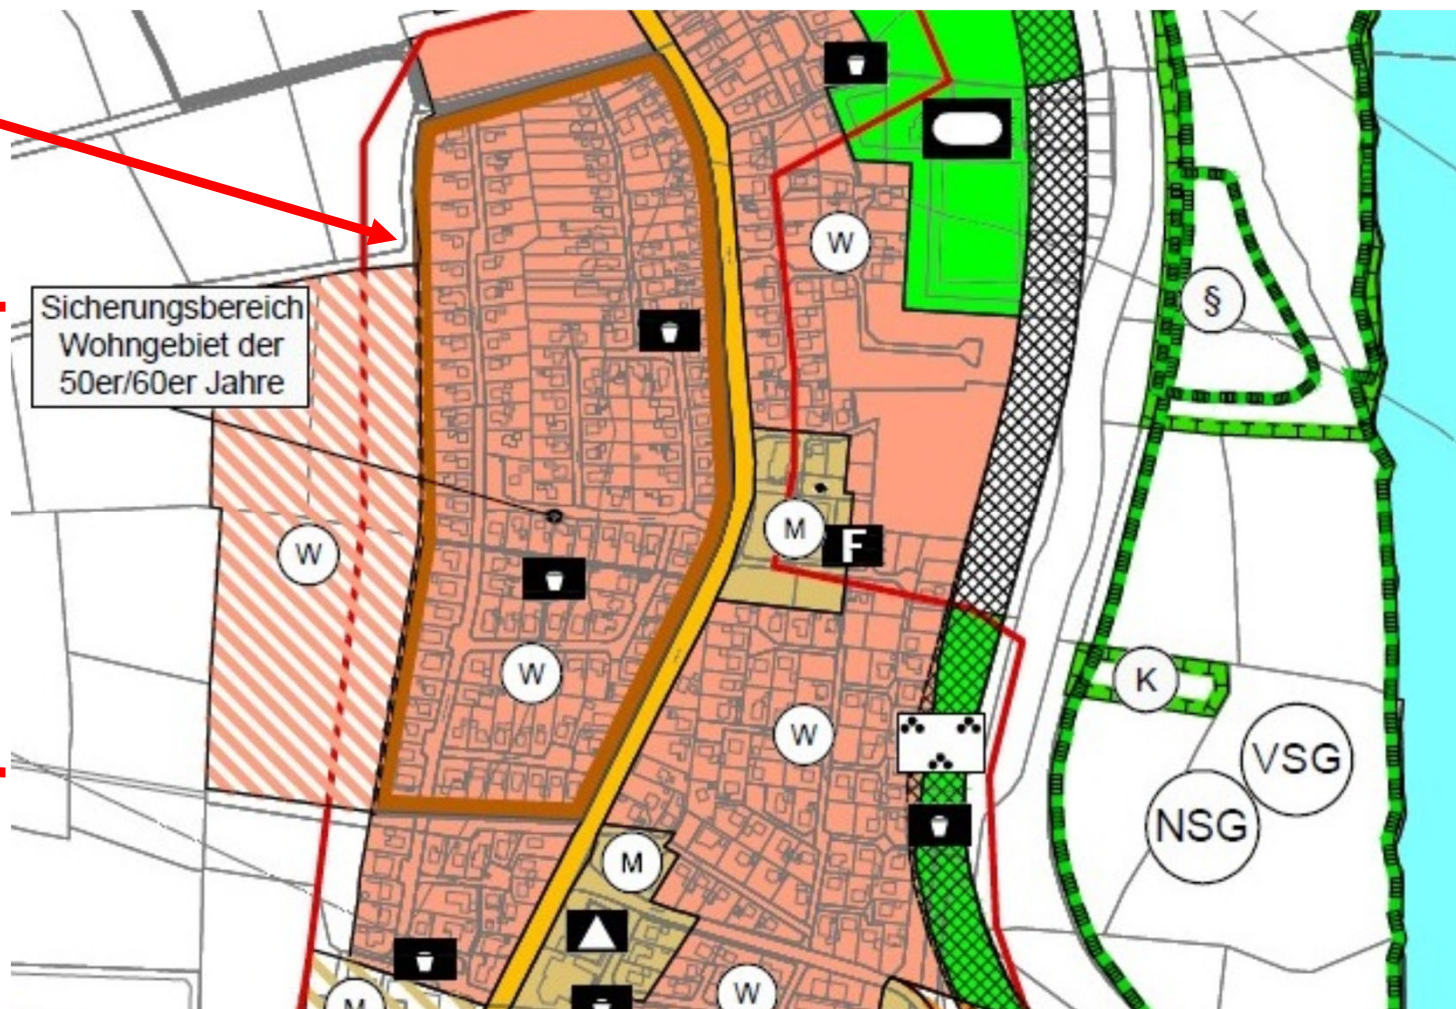 W
§
Sicherungsbereich
Wohngebiet der
50er/60er Jahre
M
F
W
W
K
W
VSG
NSG
M
M
W